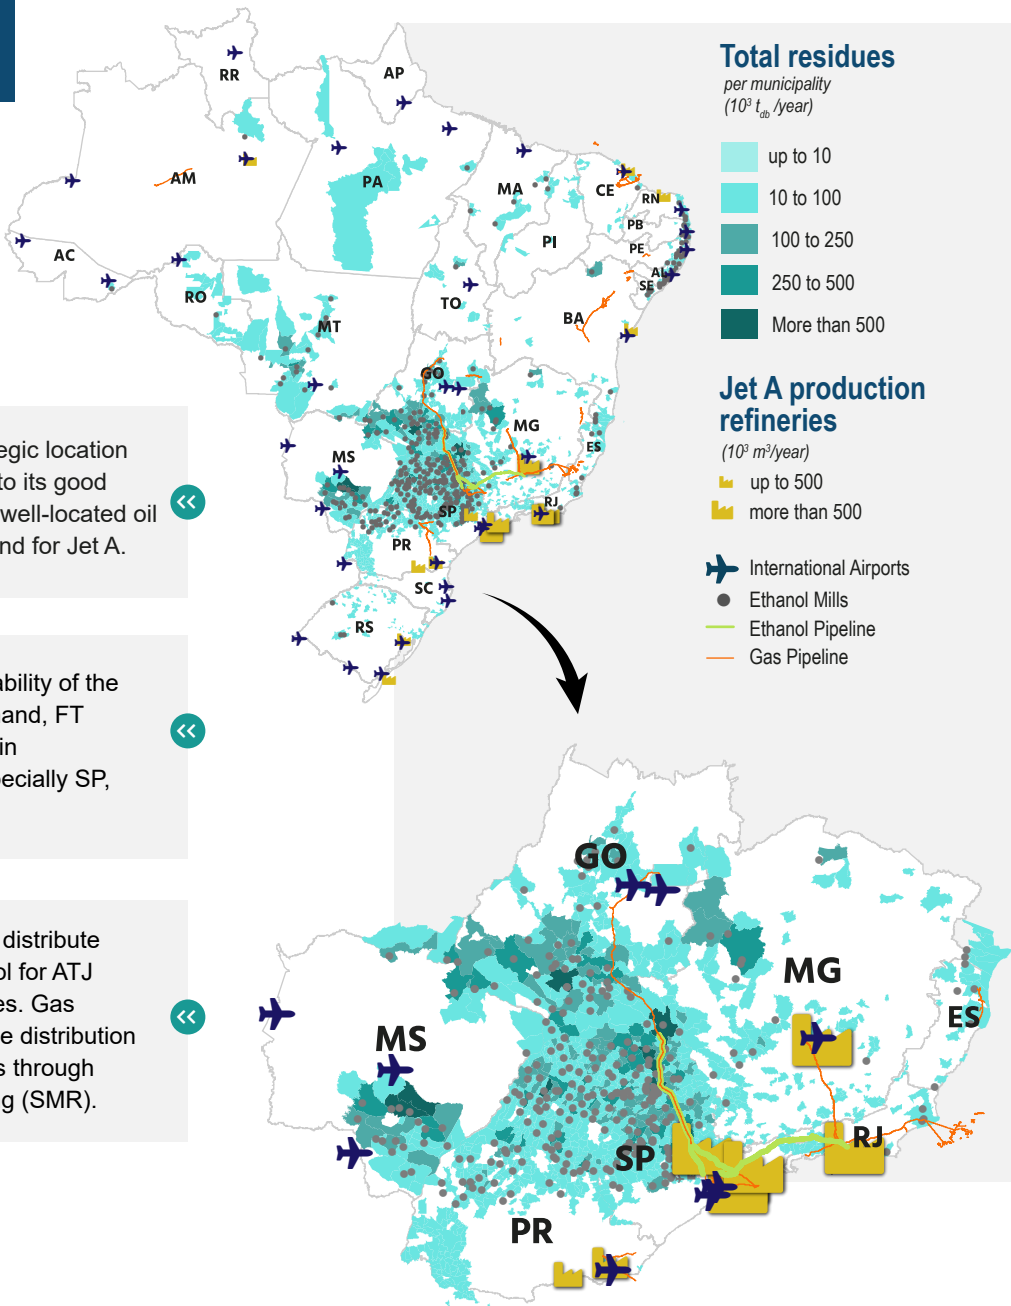 Total residues
per municipality
(10³ t_db /year)
up to 10
10 to 100
100 to 250
250 to 500
More than 500
Jet A production
refineries
(10³ m³/year)
up to 500
more than 500
International Airports
Ethanol Mills
Ethanol Pipeline
Gas Pipeline
RR
AP
AM
PA
MA
CE
RN
PB
PE
PI
AL
SE
AC
RO
TO
BA
MT
GO
MG
ES
MS
SP
RJ
PR
SC
RS
egic location
to its good
well-located oil
nd for Jet A.
ability of the
and, FT
in
pecially SP,
distribute
ol for ATJ
es. Gas
e distribution
s through
g (SMR).
GO
MG
ES
MS
SP
RJ
PR